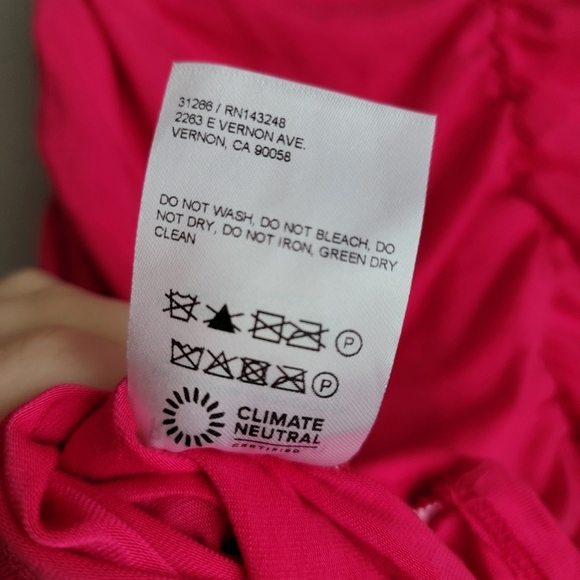 31266 / RN143248
2263 E VERNON AVE.
VERNON, CA 90058
DO NOT WASH, DO NOT BLEACH, DO
NOT DRY, DO NOT IRON, GREEN DRY
CLEAN
P
P
CLIMATE
NEUTRAL
CERTIFIED